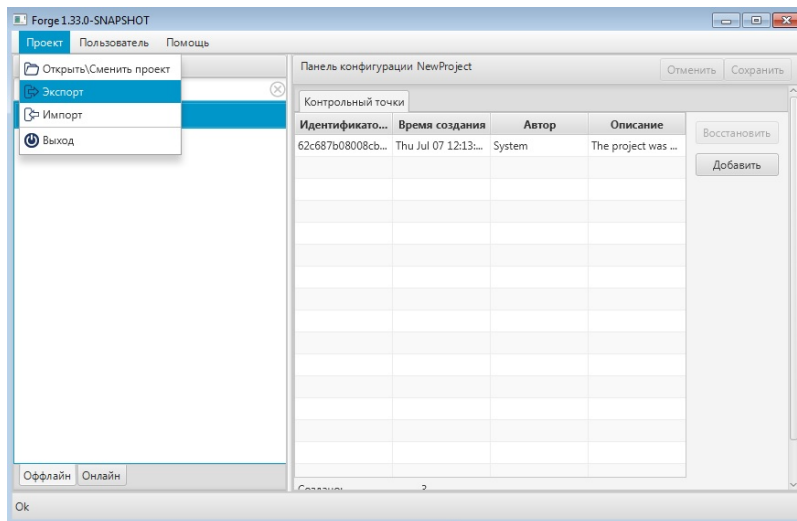 Forge 1.33.0-SNAPSHOT
Проект Пользователь Помощь
Открыть\Сменить проект
Экспорт
Импорт
Выход
Панель конфигурации NewProject
Отменить Сохранить
Контрольный точки
Идентификато... Время создания Автор Описание
62c687b08008cb... Thu Jul 07 12:13:... System The project was ...
Восстановить
Добавить
Оффлайн Онлайн
Ok